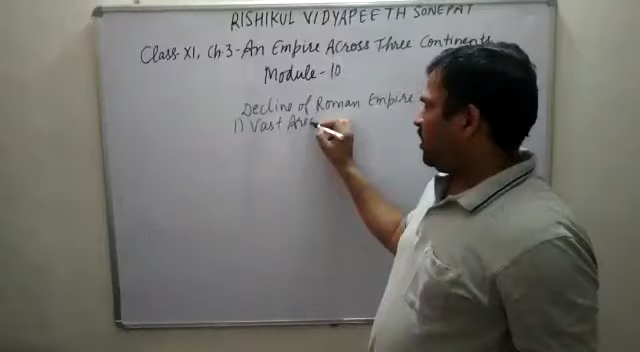 RISHIKUL VIDYAPEETH SONEPAT
Class-XI, Ch.3-An Empire Across Three Continents
Module-10
Decline of Roman Empire
1) Vast Area